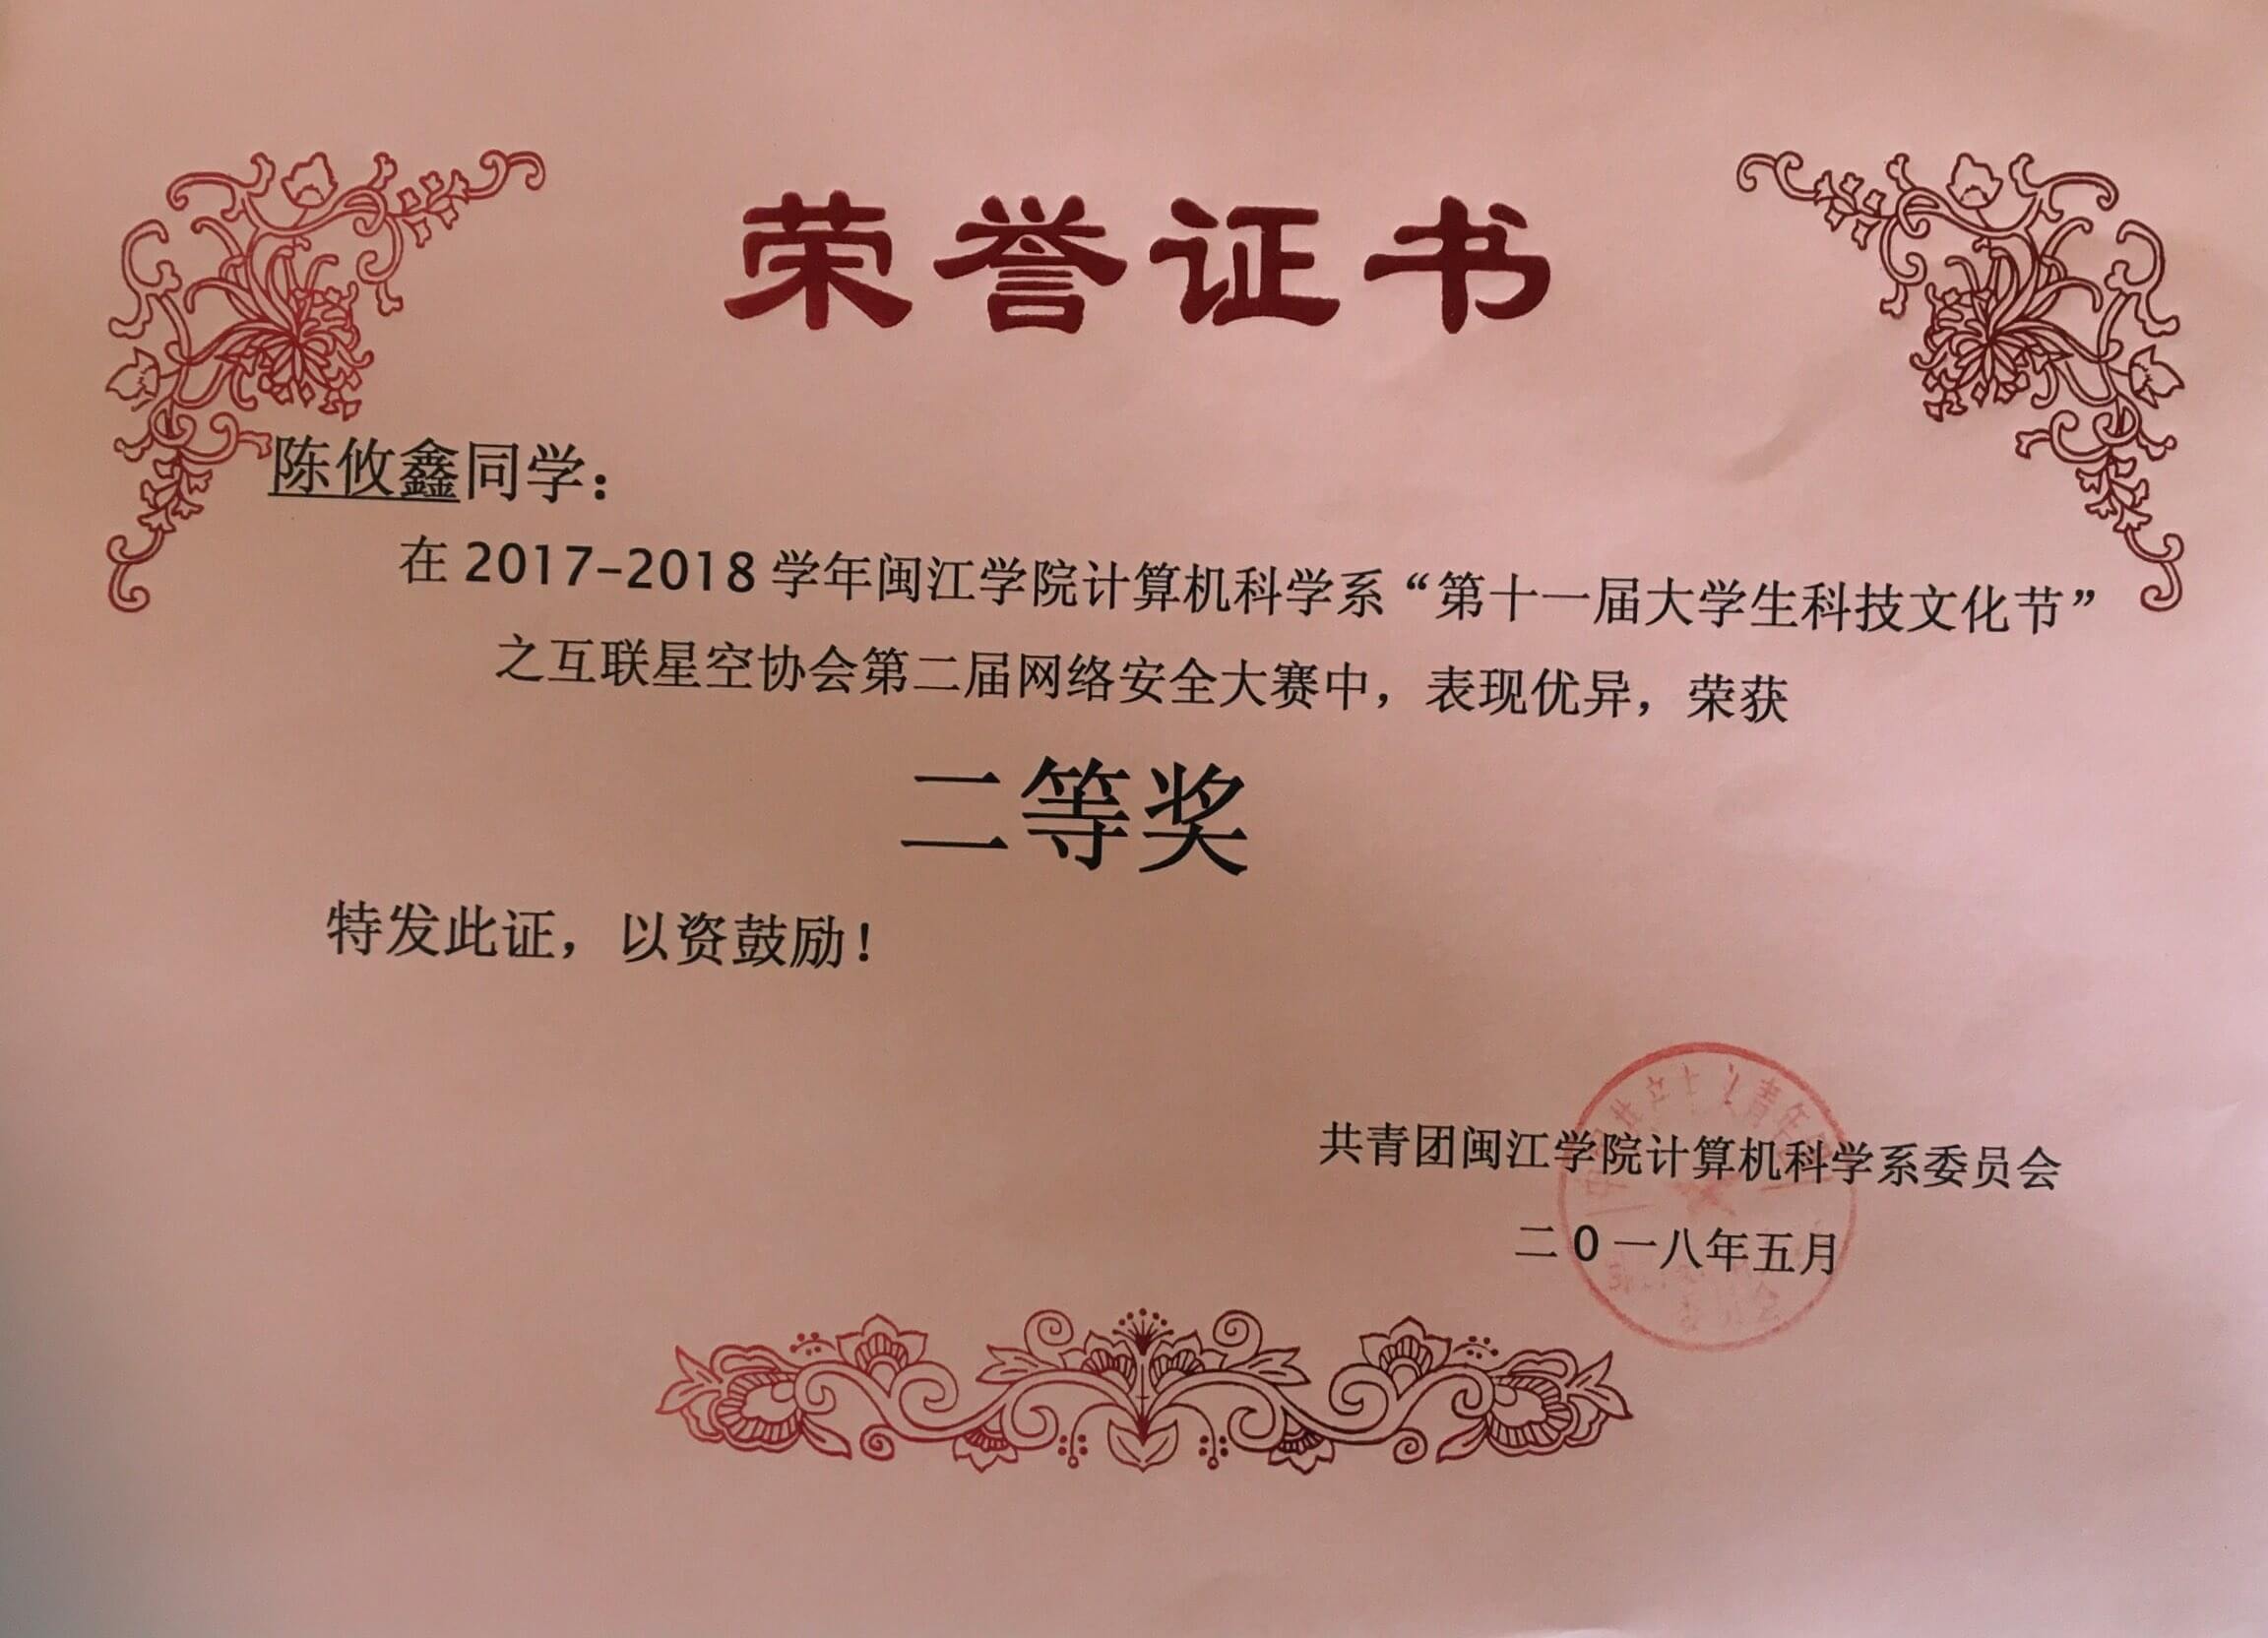 荣誉证书
陈攸鑫同学：
在 2017-2018 学年闽江学院计算机科学系“第十一届大学生科技文化节”
之互联星空协会第二届网络安全大赛中，表现优异，荣获
二等奖
特发此证，以资鼓励！
共青团闽江学院计算机科学系委员会
二0一八年五月